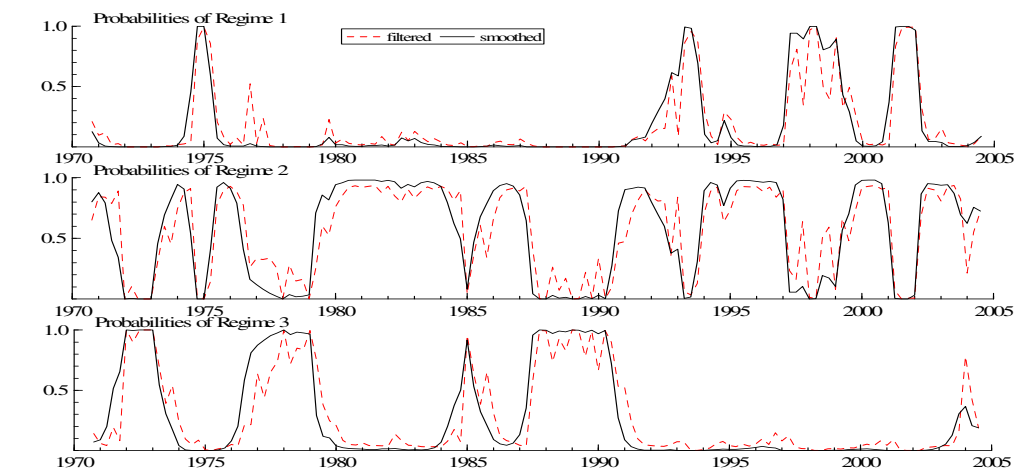 Probabilities of Regime 1
1.0
filtered smoothed
0.5
1970 1975 1980 1985 1990 1995 2000 2005
Probabilities of Regime 2
1.0
0.5
1970 1975 1980 1985 1990 1995 2000 2005
Probabilities of Regime 3
1.0
0.5
1970 1975 1980 1985 1990 1995 2000 2005